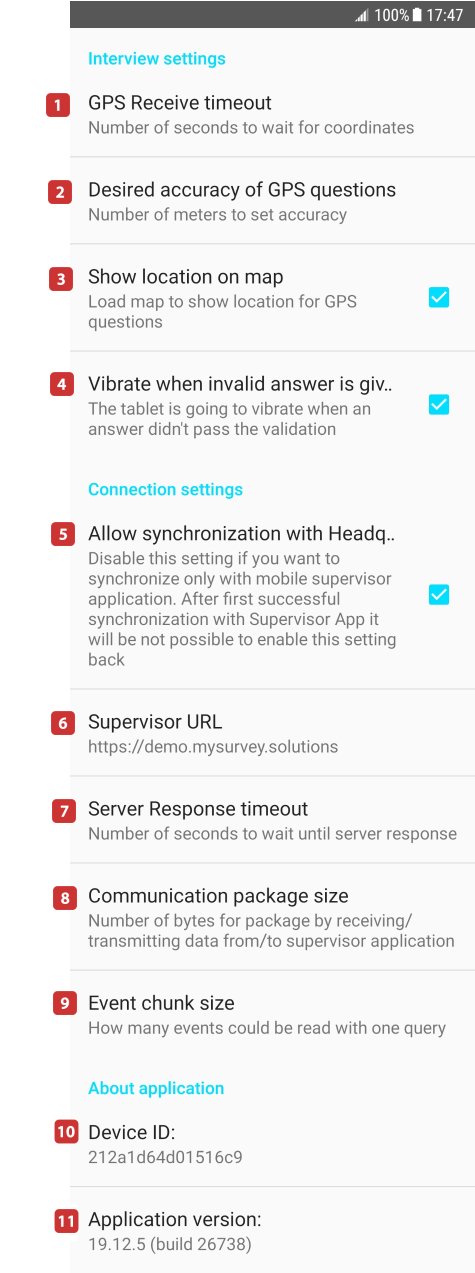 100% 17:47
Interview settings
1 GPS Receive timeout
Number of seconds to wait for coordinates
2 Desired accuracy of GPS questions
Number of meters to set accuracy
3 Show location on map
Load map to show location for GPS
questions
4 Vibrate when invalid answer is giv..
The tablet is going to vibrate when an
answer didn't pass the validation
Connection settings
5 Allow synchronization with Headq..
Disable this setting if you want to
synchronize only with mobile supervisor
application. After first successful
synchronization with Supervisor App it
will be not possible to enable this setting
back
6 Supervisor URL
https://demo.mysurvey.solutions
7 Server Response timeout
Number of seconds to wait until server response
8 Communication package size
Number of bytes for package by receiving/
transmitting data from/to supervisor application
9 Event chunk size
How many events could be read with one query
About application
10 Device ID:
212a1d64d01516c9
11 Application version:
19.12.5 (build 26738)